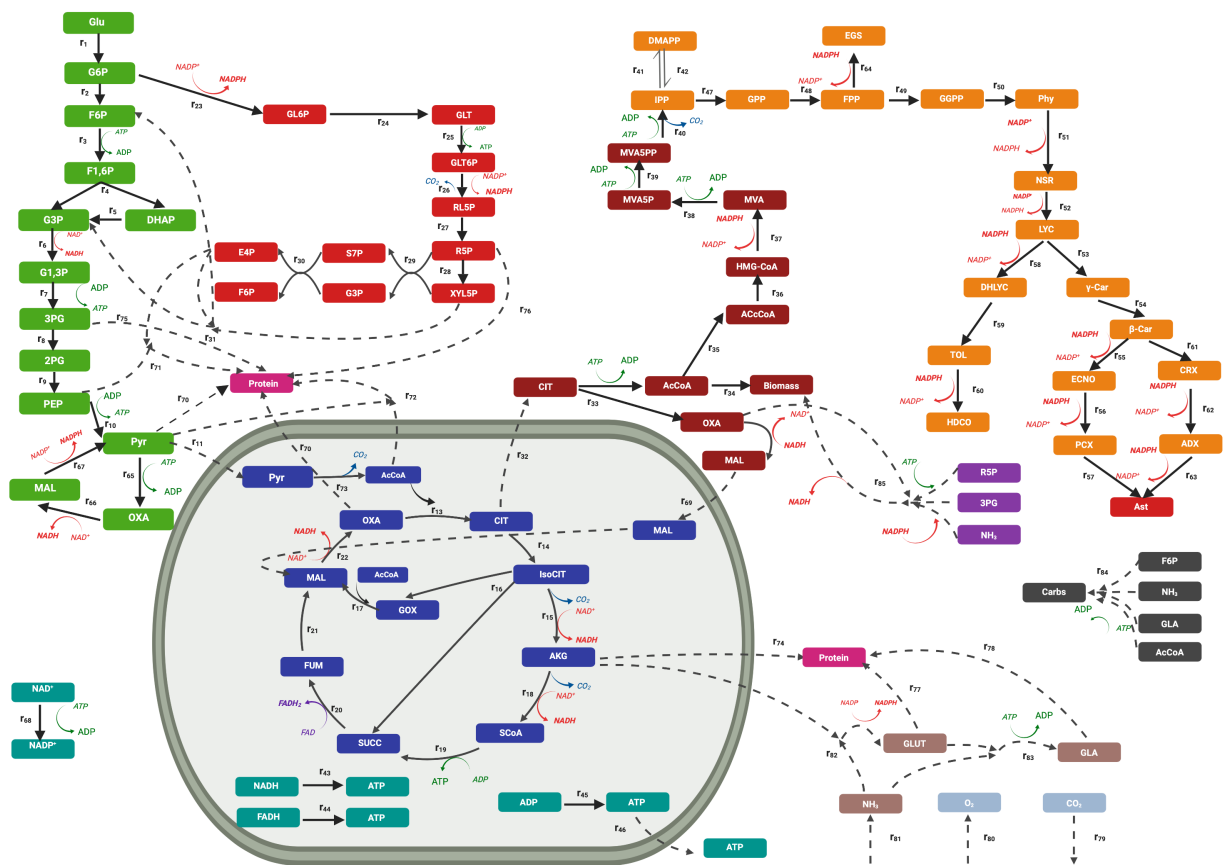 Glu
r1
G6P
NADP⁺
NADPH
r2
r23
F6P
GL6P
r24
GLT
r3
ATP
ADP
r25
ADP
ATP
F1,6P
GLT6P
r4
CO₂
r26
NADP⁺
NADPH
G3P
r5
DHAP
RL5P
r6
NAD⁺
NADH
r27
E4P
r30
S7P
r29
R5P
G1,3P
ADP
r28
r7
ATP
F6P
G3P
XYL5P
3PG
r75
r31
r76
r8
2PG
r71
r9
Protein
PEP
ADP
ATP
r10
r70
r72
Pyr
r11
NADP⁺
NADPH
r67
r65
ATP
ADP
MAL
r66
OXA
NADH
NAD⁺
DMAPP
EGS
r41
r42
NADPH
NADP⁺
r64
IPP
r47
GPP
r48
FPP
r49
GGPP
r50
Phy
ADP
ATP
r40
CO₂
NADP⁺
NADPH
r51
MVA5PP
ADP
ATP
r39
ATP
ADP
NSR
MVA5P
r38
MVA
NADP⁺
NADPH
r52
NADPH
NADP⁺
r37
NADPH
LYC
NADP⁺
r58
r53
HMG-CoA
DHLYC
γ-Car
r36
r54
ACcCoA
r59
β-Car
NADPH
NADP⁺
r55
r61
r35
TOL
ECNO
CRX
NADPH
NADP⁺
r60
CIT
ATP
ADP
AcCoA
r34
Biomass
NADPH
NADP⁺
r56
NADPH
NADP⁺
r62
r33
OXA
NAD⁺
NADH
HDCO
PCX
ADX
MAL
r57
NADPH
NADP⁺
r63
Ast
ATP
R5P
r85
3PG
NADH
NADPH
NH₃
r70
r32
r69
Pyr
CO₂
AcCoA
r73
OXA
r13
CIT
MAL
NADH
NAD⁺
r22
r14
MAL
AcCoA
r16
IsoCIT
r17
GOX
CO₂
r15
NAD⁺
NADH
r21
FUM
AKG
CO₂
FADH₂
r20
FAD
r18
NAD⁺
NADH
SUCC
r19
SCoA
ATP
ADP
NADH
r43
ATP
FADH
r44
ATP
ADP
r45
ATP
r46
ATP
NAD⁺
r68
ATP
ADP
NADP⁺
F6P
r84
Carbs
NH₃
ADP
ATP
GLA
AcCoA
r74
Protein
r78
r77
NADPH
r82
GLUT
ATP
ADP
r83
GLA
NH₃
O₂
CO₂
r81
r80
r79